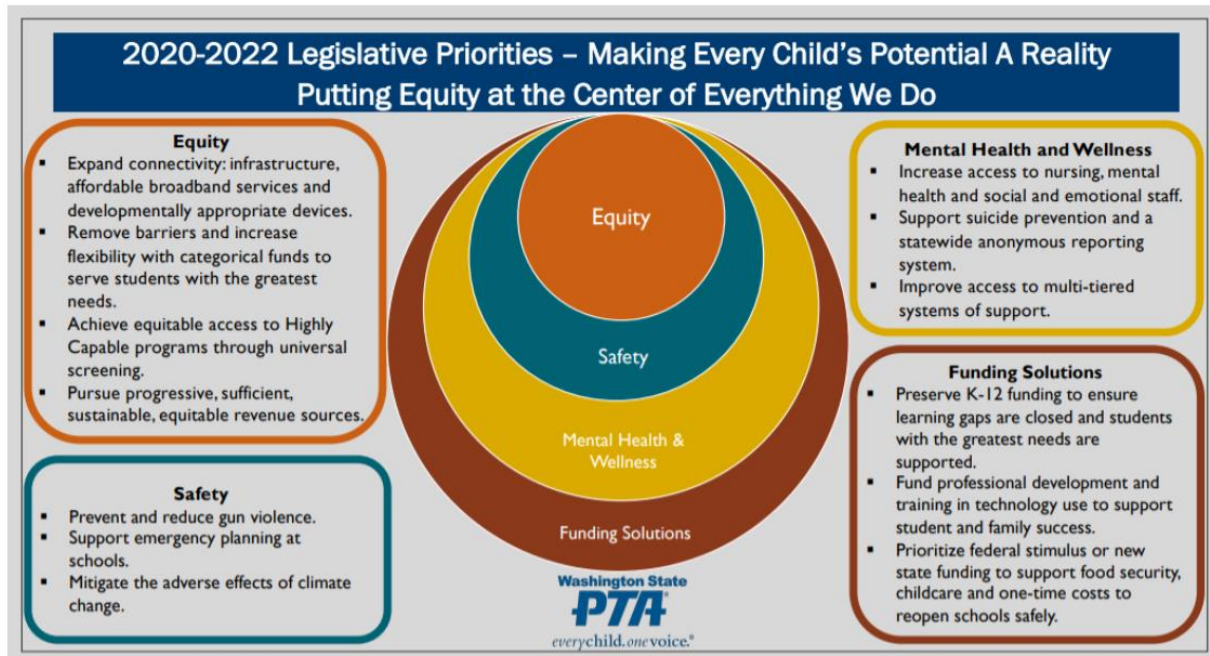 2020-2022 Legislative Priorities – Making Every Child's Potential A Reality
Putting Equity at the Center of Everything We Do
Equity
▪ Expand connectivity: infrastructure,
affordable broadband services and
developmentally appropriate devices.
▪ Remove barriers and increase
flexibility with categorical funds to
serve students with the greatest
needs.
▪ Achieve equitable access to Highly
Capable programs through universal
screening.
▪ Pursue progressive, sufficient,
sustainable, equitable revenue sources.
Safety
▪ Prevent and reduce gun violence.
▪ Support emergency planning at
schools.
▪ Mitigate the adverse effects of climate
change.
Equity
Safety
Mental Health &
Wellness
Funding Solutions
Washington State
PTA®
everychild.onevoice.®
Mental Health and Wellness
▪ Increase access to nursing, mental
health and social and emotional staff.
▪ Support suicide prevention and a
statewide anonymous reporting
system.
▪ Improve access to multi-tiered
systems of support.
Funding Solutions
▪ Preserve K-12 funding to ensure
learning gaps are closed and students
with the greatest needs are
supported.
▪ Fund professional development and
training in technology use to support
student and family success.
▪ Prioritize federal stimulus or new
state funding to support food security,
childcare and one-time costs to
reopen schools safely.